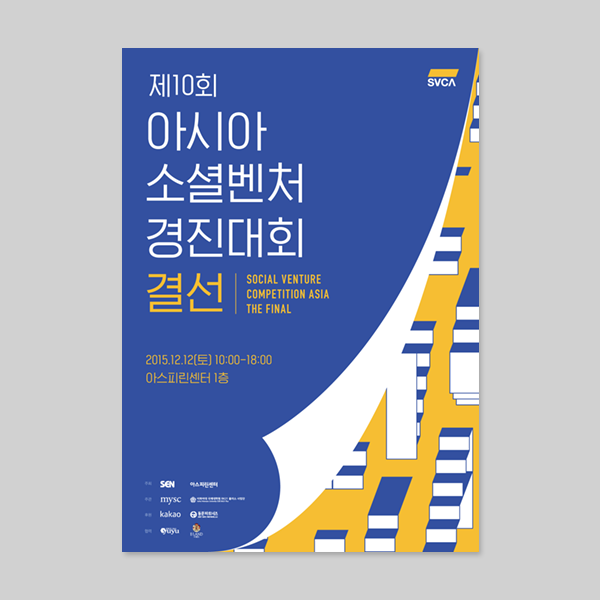 제10회
아시아
소셜벤처
경진대회
결선
SOCIAL VENTURE
COMPETITION ASIA
THE FINAL
SVCA
2015.12.12(토) 10:00-18:00
아스피린센터 1층
SEN 아스피린센터
mysc
kakao
yuyu